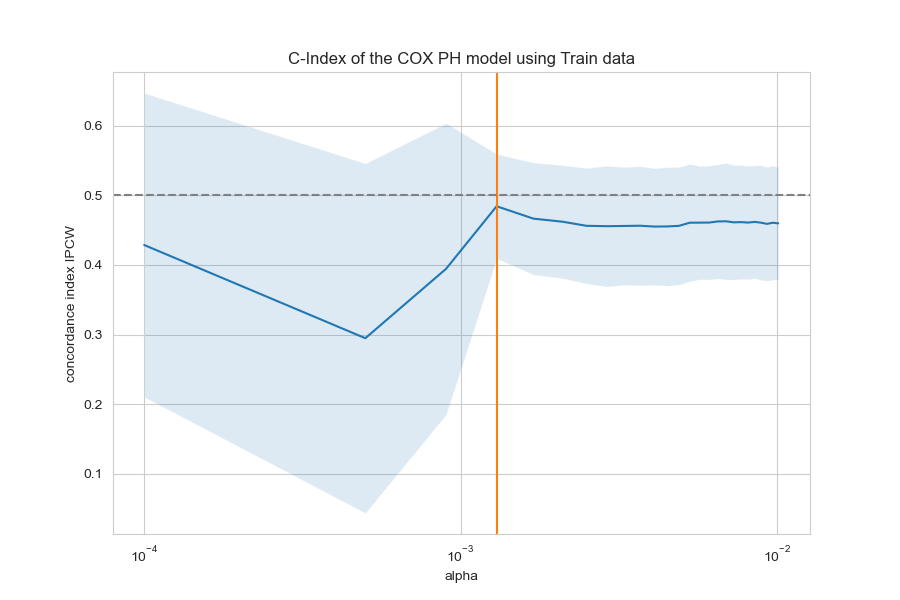 C-Index of the COX PH model using Train data
concordance index IPCW
0.6
0.5
0.4
0.3
0.2
0.1
10⁻⁴ 10⁻³ 10⁻²
alpha